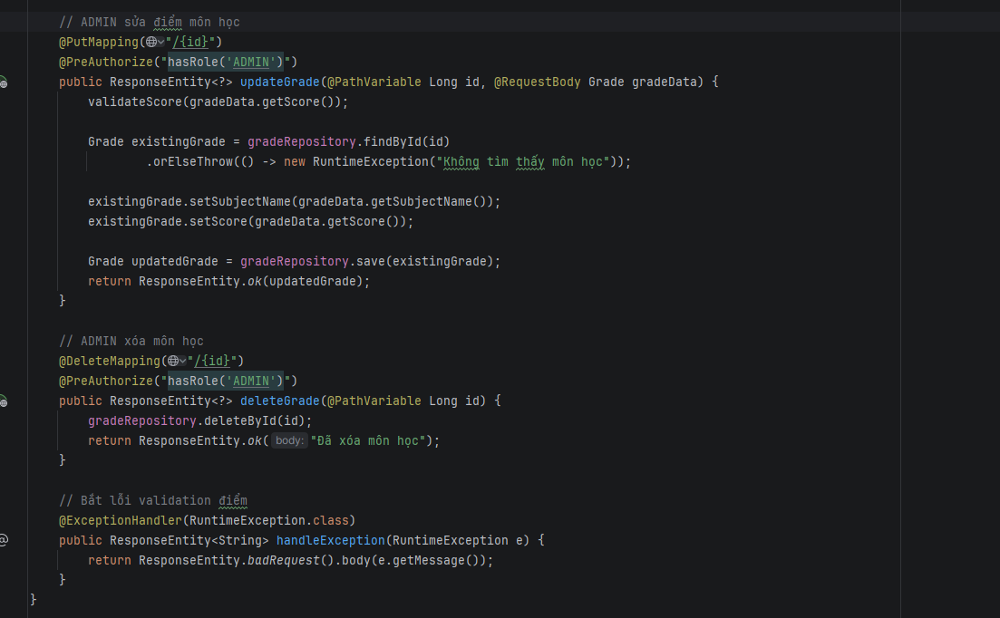 // ADMIN sửa điểm môn học
@PutMapping("/{id}")
@PreAuthorize("hasRole('ADMIN')")
public ResponseEntity<?> updateGrade(@PathVariable Long id, @RequestBody Grade gradeData) {
validateScore(gradeData.getScore());
Grade existingGrade = gradeRepository.findById(id)
.orElseThrow(() -> new RuntimeException("Không tìm thấy môn học"));
existingGrade.setSubjectName(gradeData.getSubjectName());
existingGrade.setScore(gradeData.getScore());
Grade updatedGrade = gradeRepository.save(existingGrade);
return ResponseEntity.ok(updatedGrade);
}
// ADMIN xóa môn học
@DeleteMapping("/{id}")
@PreAuthorize("hasRole('ADMIN')")
public ResponseEntity<?> deleteGrade(@PathVariable Long id) {
gradeRepository.deleteById(id);
return ResponseEntity.ok( body: "Đã xóa môn học");
}
// Bắt lỗi validation điểm
@ExceptionHandler(RuntimeException.class)
public ResponseEntity<String> handleException(RuntimeException e) {
return ResponseEntity.badRequest().body(e.getMessage());
}
}